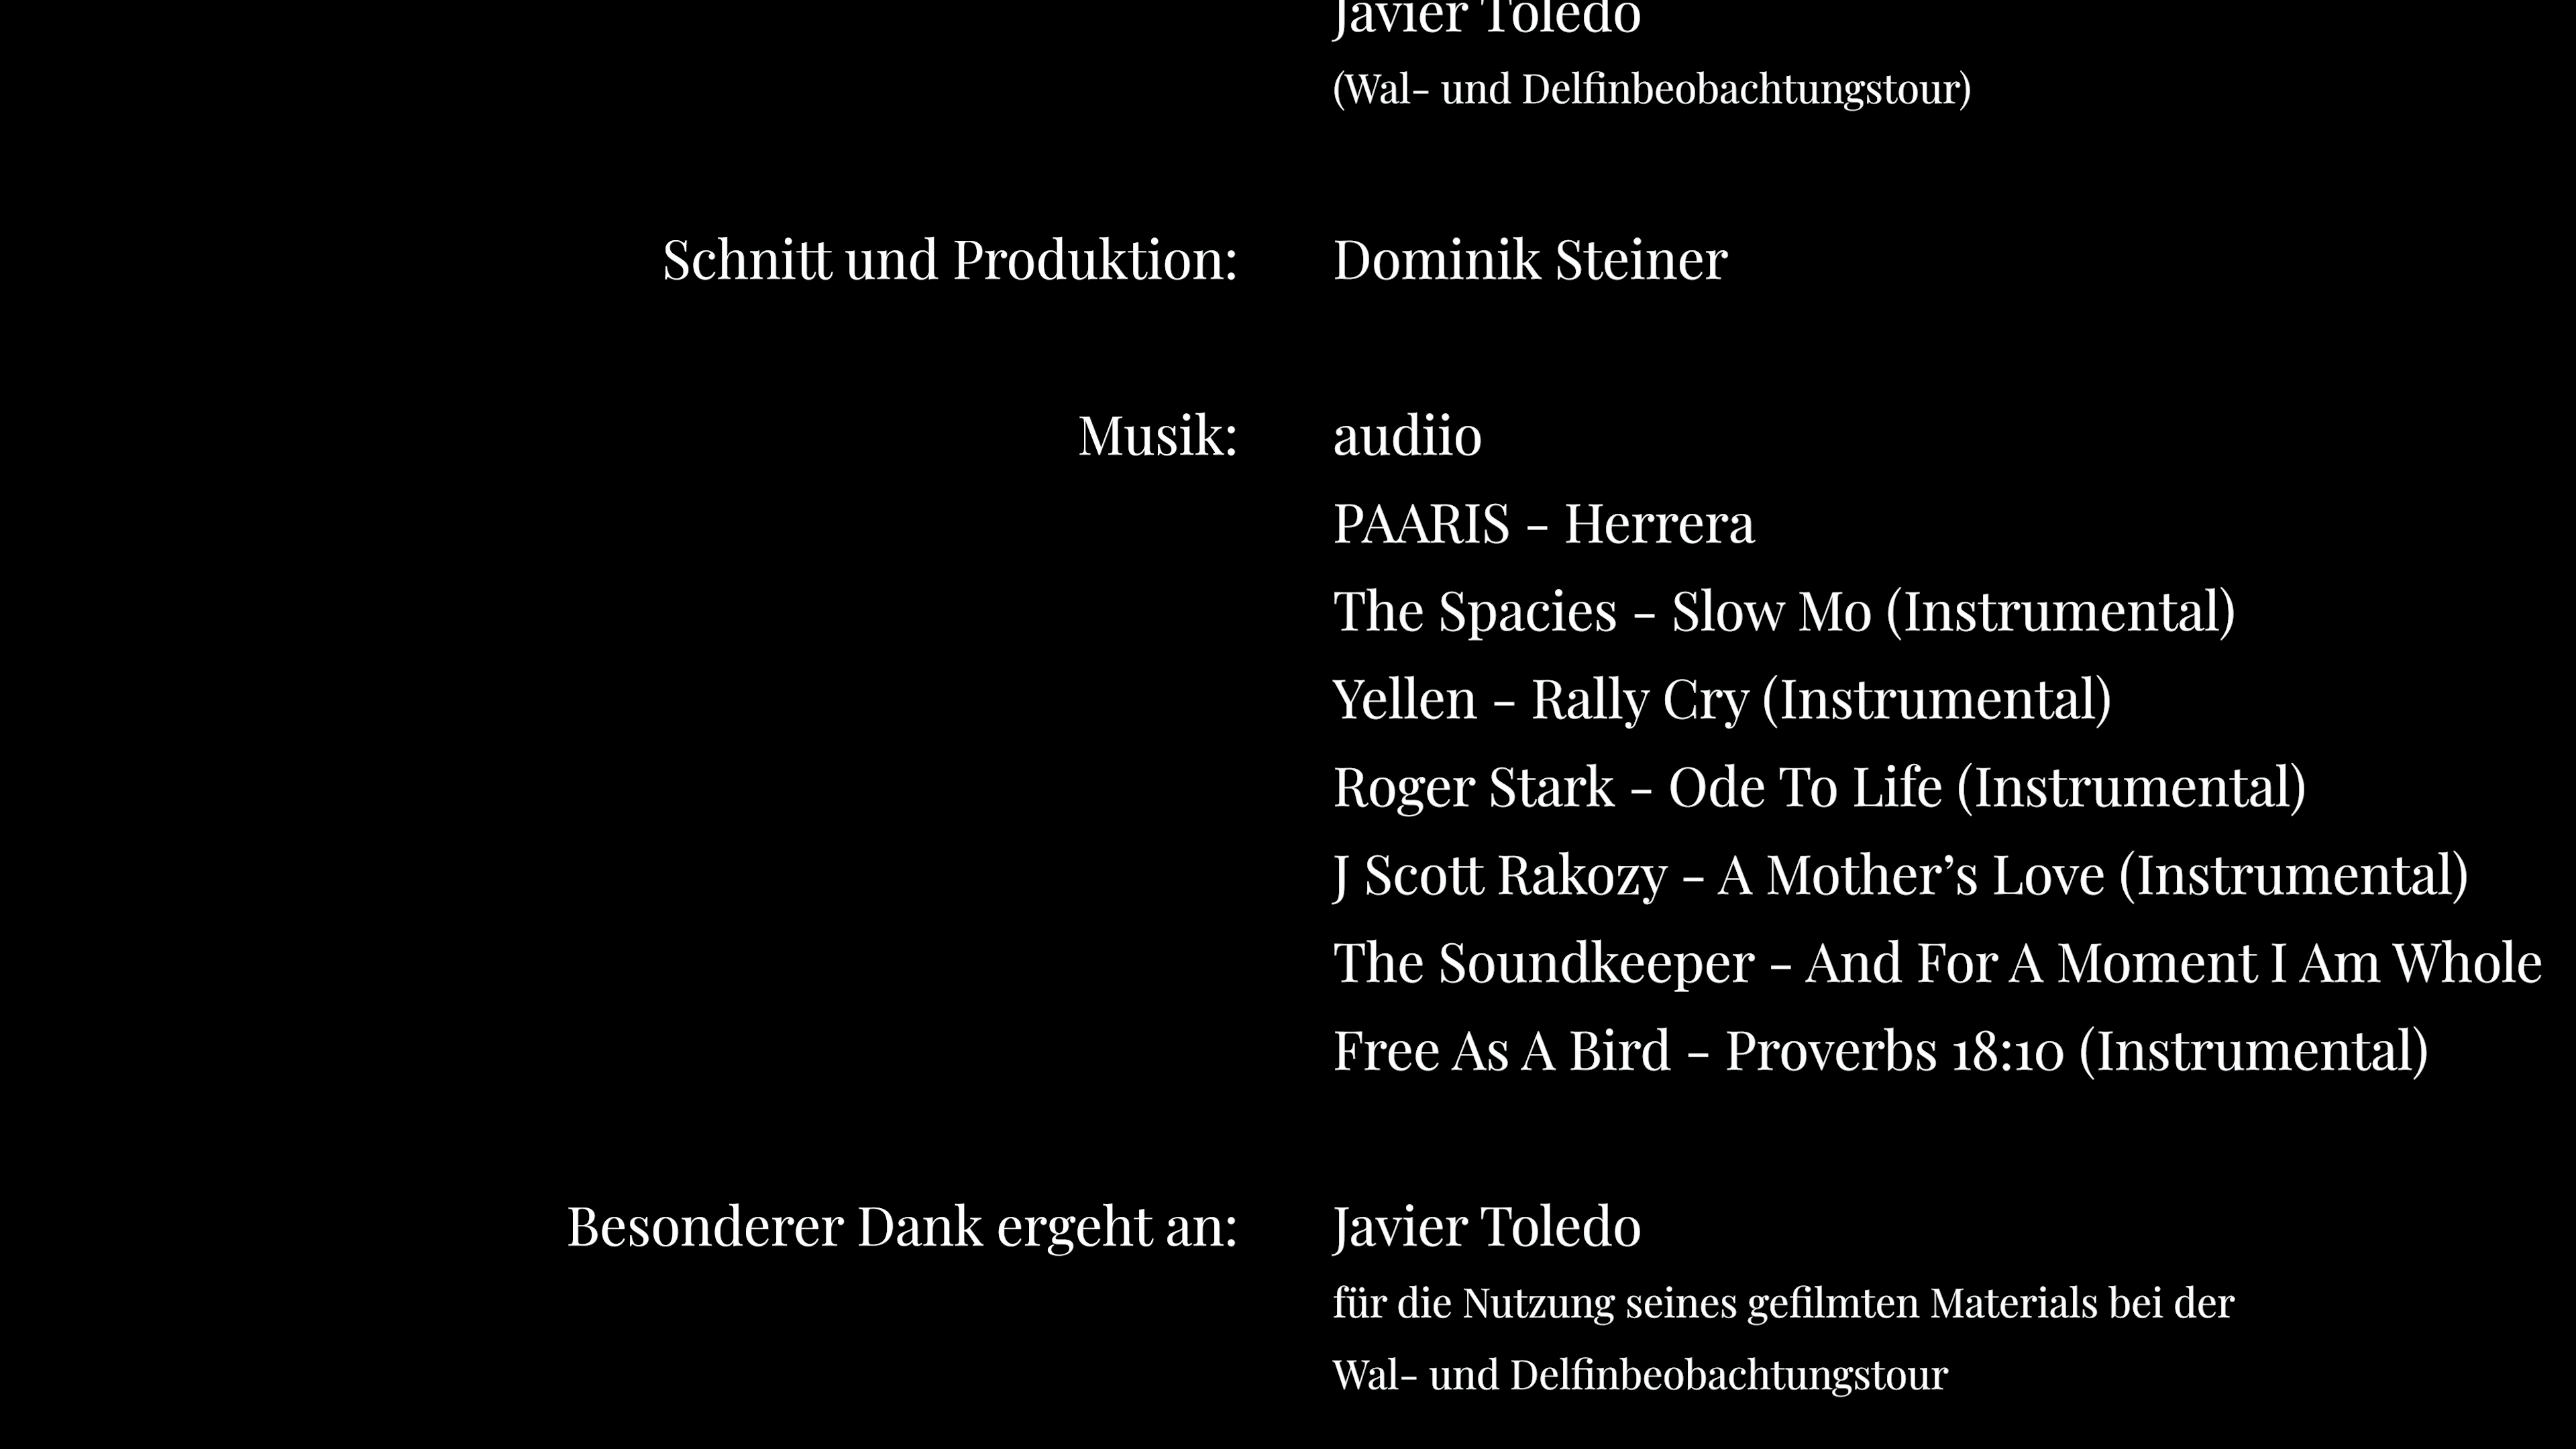 Javier Toledo
(Wal- und Delfinbeobachtungstour)
Schnitt und Produktion: Dominik Steiner
Musik: audiio
PAARIS - Herrera
The Spacies - Slow Mo (Instrumental)
Yellen - Rally Cry (Instrumental)
Roger Stark - Ode To Life (Instrumental)
J Scott Rakozy - A Mother’s Love (Instrumental)
The Soundkeeper - And For A Moment I Am Whole
Free As A Bird - Proverbs 18:10 (Instrumental)
Besonderer Dank ergeht an: Javier Toledo
für die Nutzung seines gefilmten Materials bei der
Wal- und Delfinbeobachtungstour